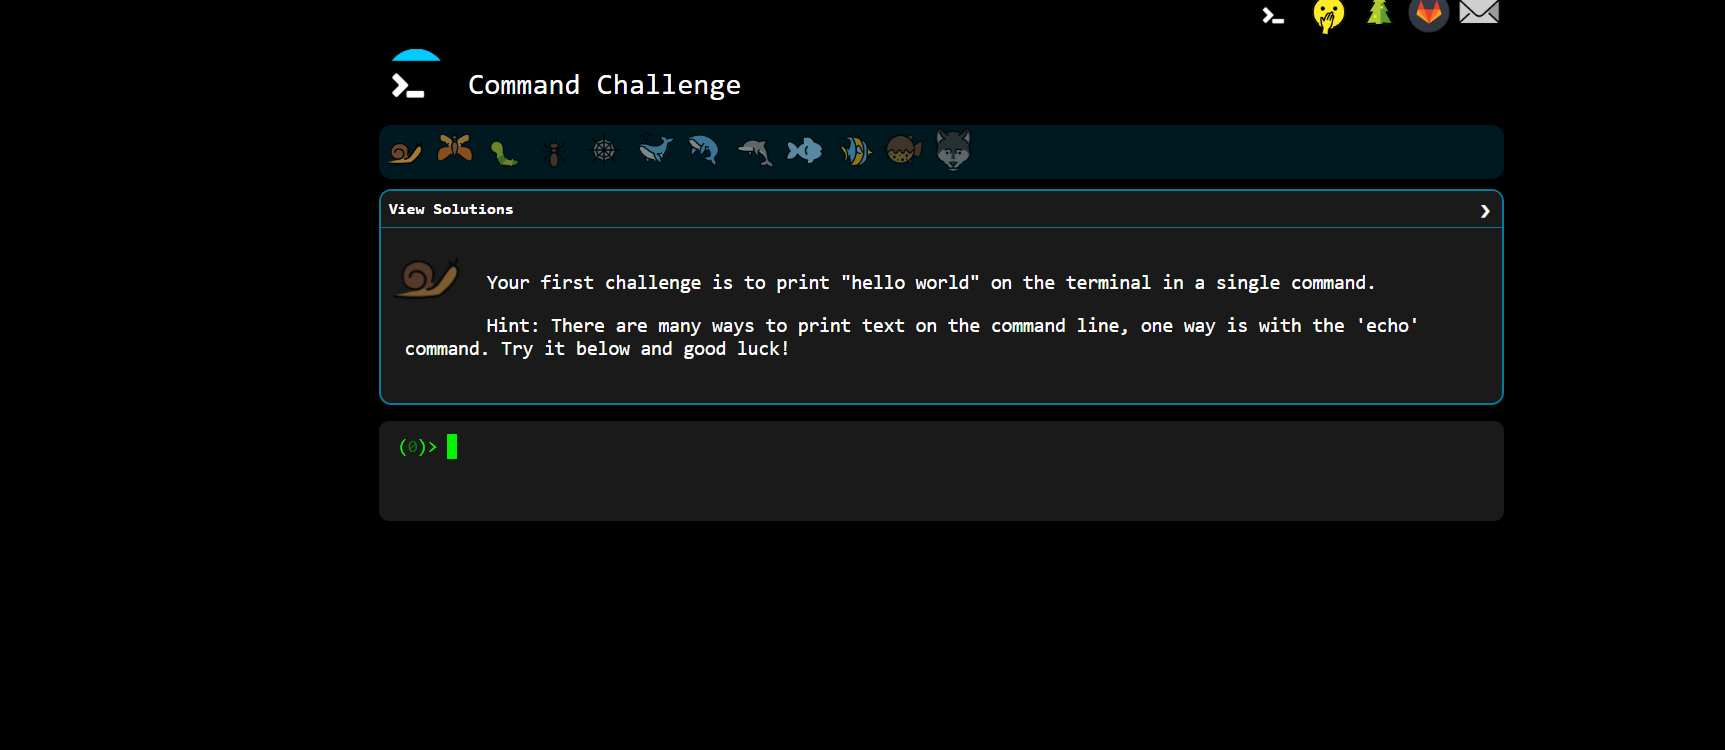 Command Challenge
View Solutions
Your first challenge is to print "hello world" on the terminal in a single command.
Hint: There are many ways to print text on the command line, one way is with the 'echo'
command. Try it below and good luck!
(0)>